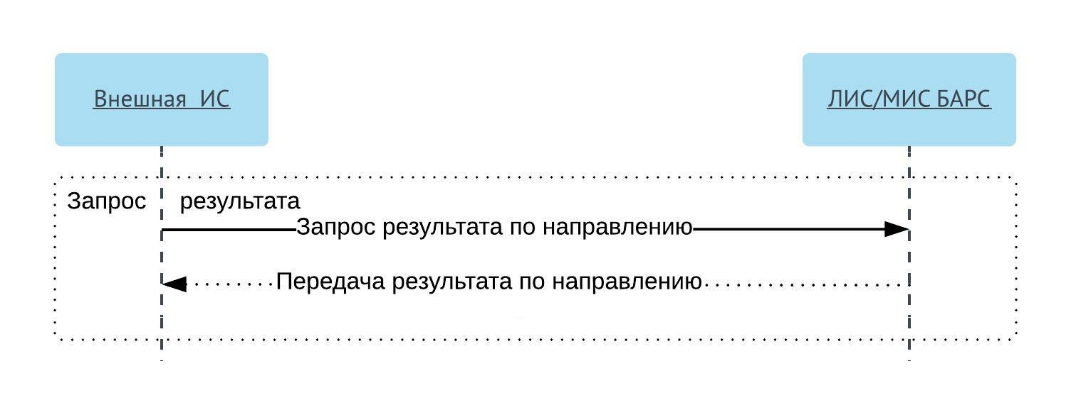 Внешная ИС
ЛИС/МИС БАРС
Запрос результата
Запрос результата по направлению
Передача результата по направлению